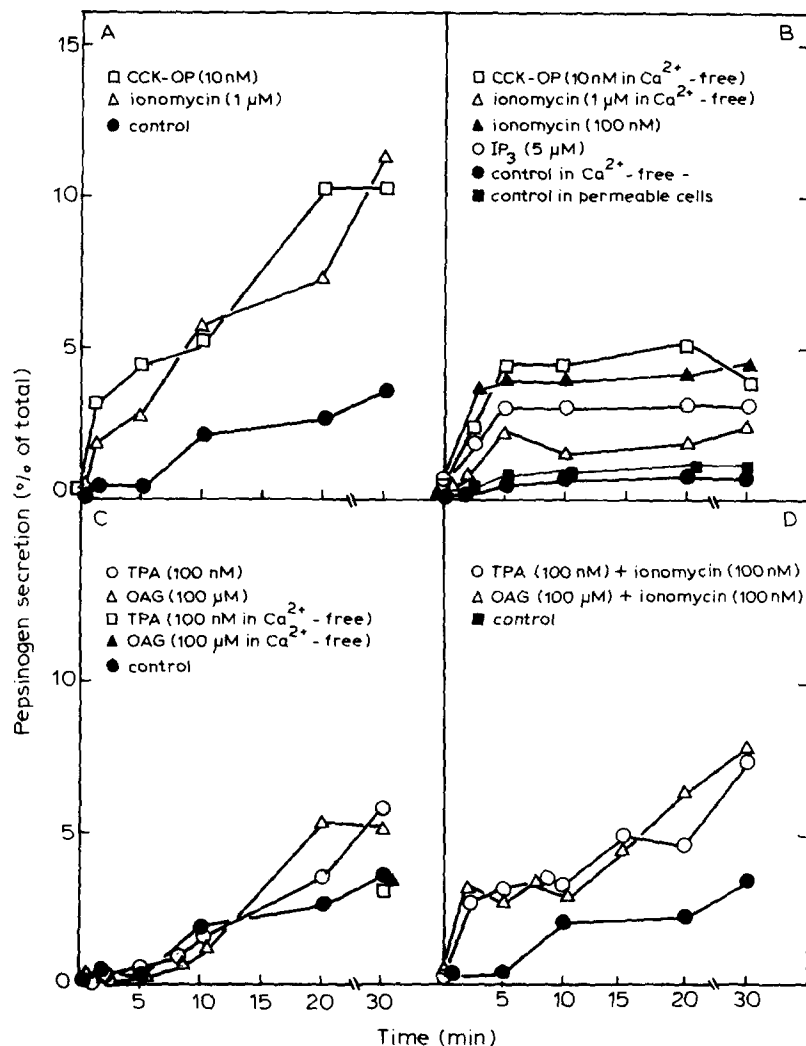 A
□ CCK-OP (10 nM)
△ ionomycin (1 μM)
● control
B
□ CCK-OP (10 nM in Ca²⁺-free)
△ ionomycin (1 μM in Ca²⁺-free)
▲ ionomycin (100 nM)
○ IP₃ (5 μM)
● control in Ca²⁺-free -
■ control in permeable cells
15
10
5
0
C
○ TPA (100 nM)
△ OAG (100 μM)
□ TPA (100 nM in Ca²⁺-free)
▲ OAG (100 μM in Ca²⁺-free)
● control
D
○ TPA (100 nM) + ionomycin (100 nM)
△ OAG (100 μM) + ionomycin (100 nM)
■ control
10
5
0
5 10 15 20 30
5 10 15 20 30
Pepsinogen secretion (% of total)
Time (min)